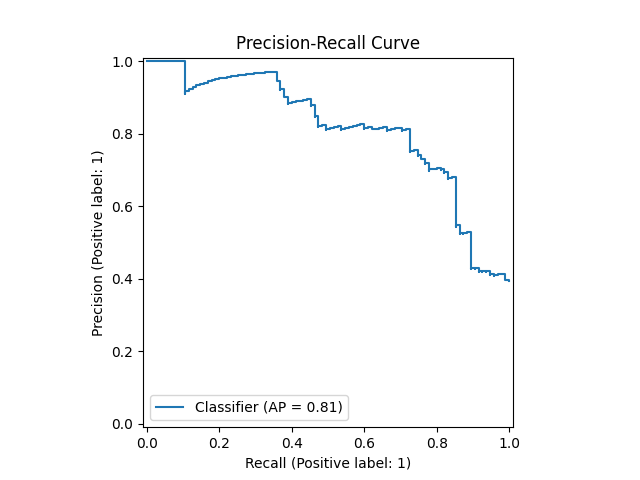 Precision-Recall Curve
1.0
0.8
0.6
0.4
0.2
0.0
Precision (Positive label: 1)
Classifier (AP = 0.81)
0.0 0.2 0.4 0.6 0.8 1.0
Recall (Positive label: 1)